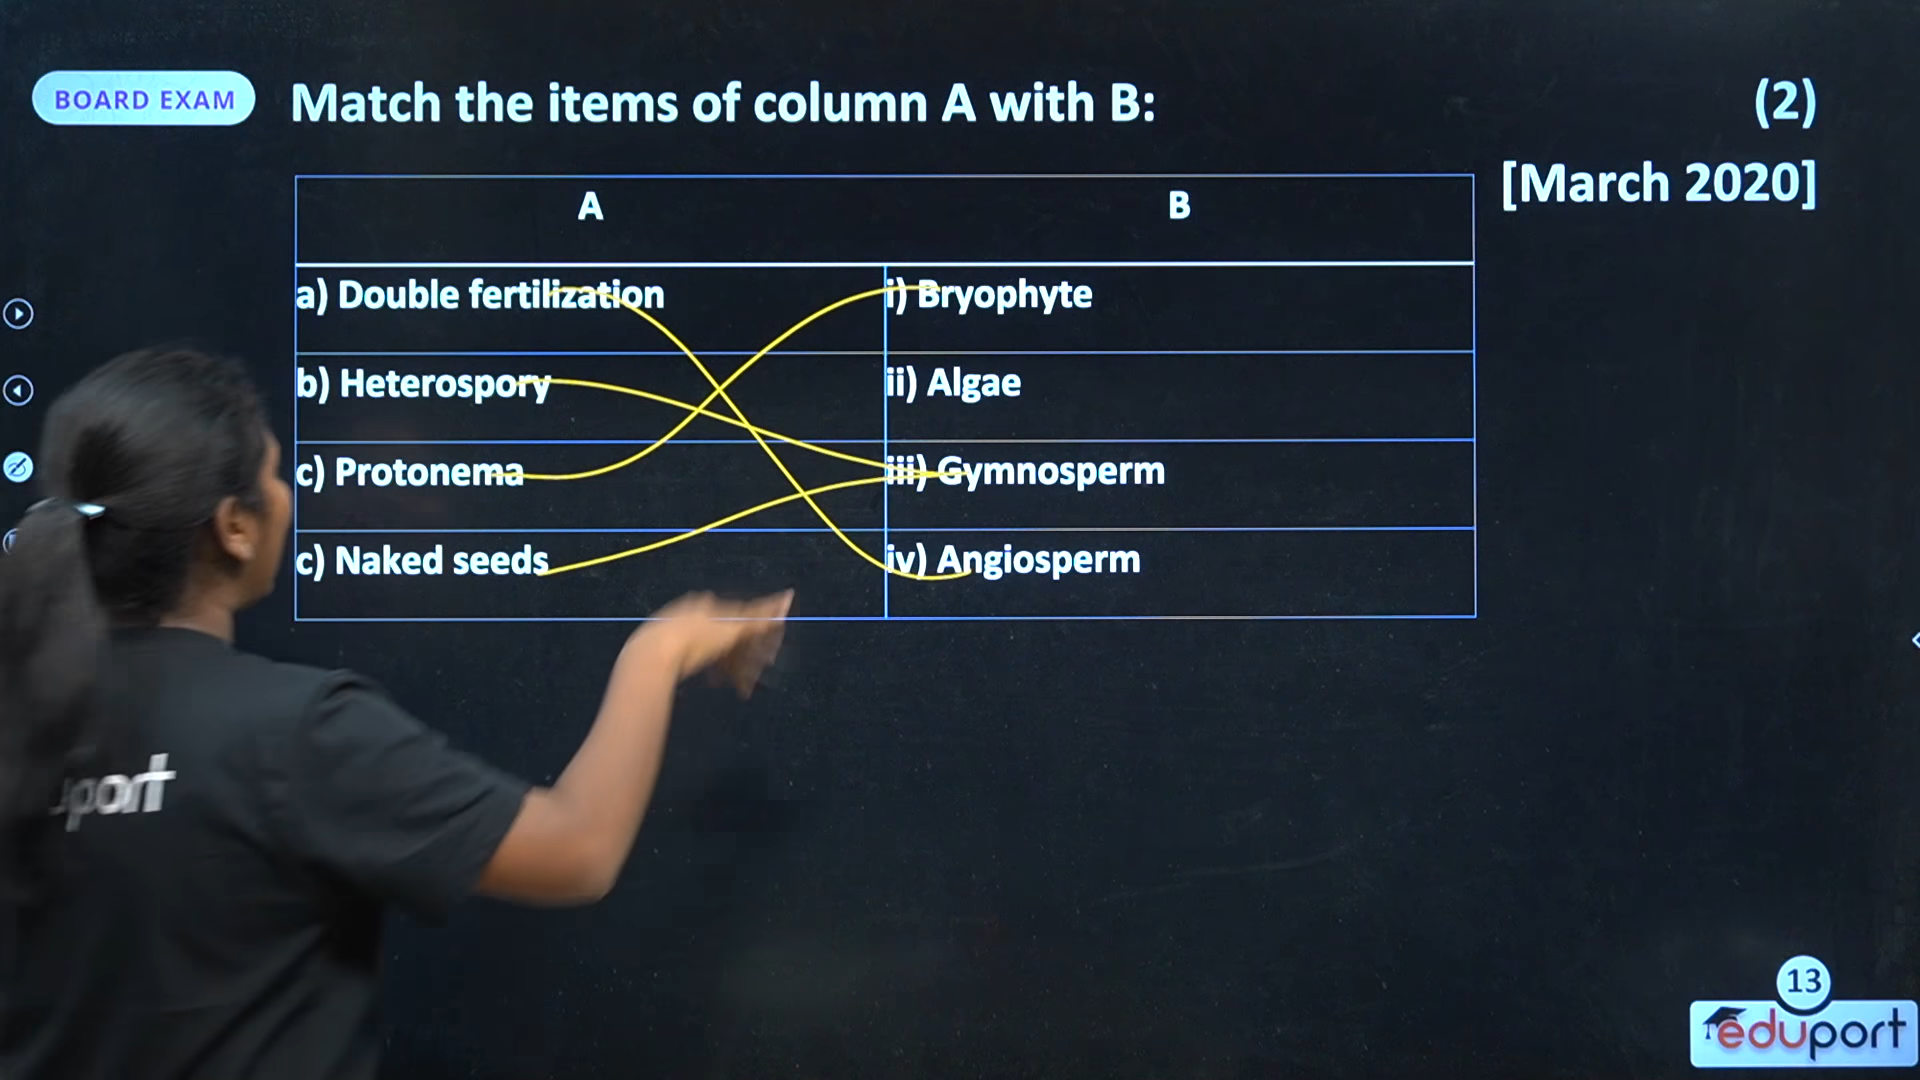 BOARD EXAM
Match the items of column A with B:
(2)
[March 2020]
A B
a) Double fertilization i) Bryophyte
b) Heterospory ii) Algae
c) Protonema iii) Gymnosperm
c) Naked seeds iv) Angiosperm
port
13
eduport